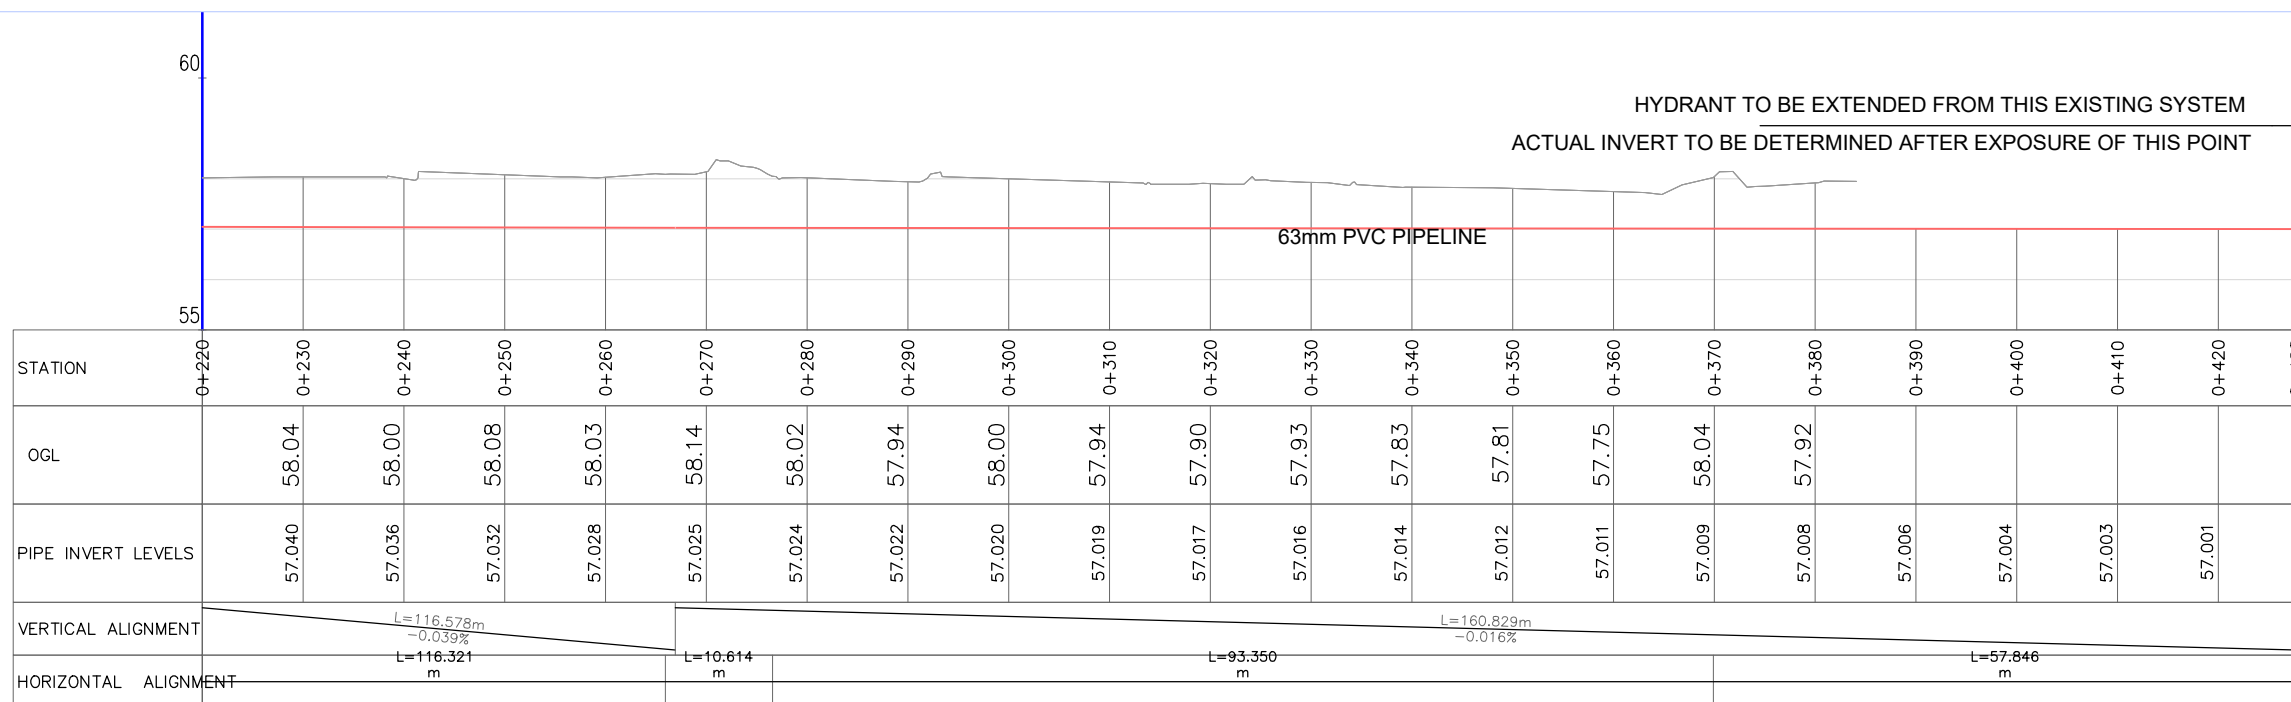 60
HYDRANT TO BE EXTENDED FROM THIS EXISTING SYSTEM
ACTUAL INVERT TO BE DETERMINED AFTER EXPOSURE OF THIS POINT
63mm PVC PIPELINE
55
STATION 0+220 0+230 0+240 0+250 0+260 0+270 0+280 0+290 0+300 0+310 0+320 0+330 0+340 0+350 0+360 0+370 0+380 0+390 0+400 0+410 0+420
OGL 58.04 58.00 58.08 58.03 58.14 58.02 57.94 58.00 57.94 57.90 57.93 57.83 57.81 57.75 58.04 57.92
PIPE INVERT LEVELS 57.040 57.036 57.032 57.028 57.025 57.024 57.022 57.020 57.019 57.017 57.016 57.014 57.012 57.011 57.009 57.008 57.006 57.004 57.003 57.001
VERTICAL ALIGNMENT
L=116.578m
-0.039%
L=160.829m
-0.016%
HORIZONTAL ALIGNMENT
L=116.321
m
L=10.614
m
L=93.350
m
L=57.846
m